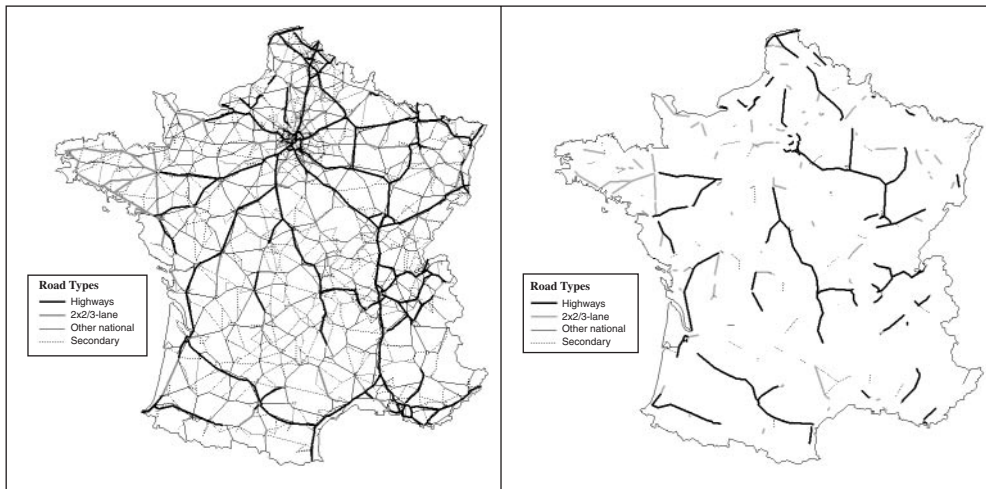 Road Types
Highways
2x2/3-lane
Other national
Secondary
Road Types
Highways
2x2/3-lane
Other national
Secondary